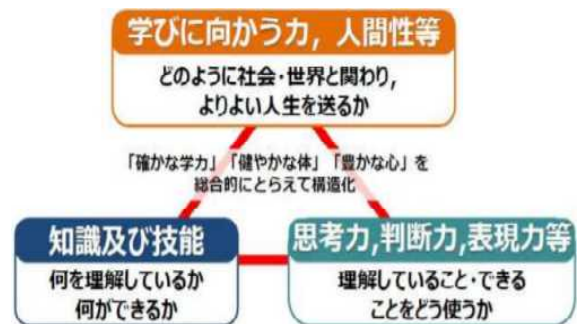 学びに向かう力，人間性等
どのように社会・世界と関わり，
よりよい人生を送るか
「確かな学力」「健やかな体」「豊かな心」を
総合的にとらえて構造化
知識及び技能
何を理解しているか
何ができるか
思考力,判断力,表現力等
理解していること・できる
ことをどう使うか